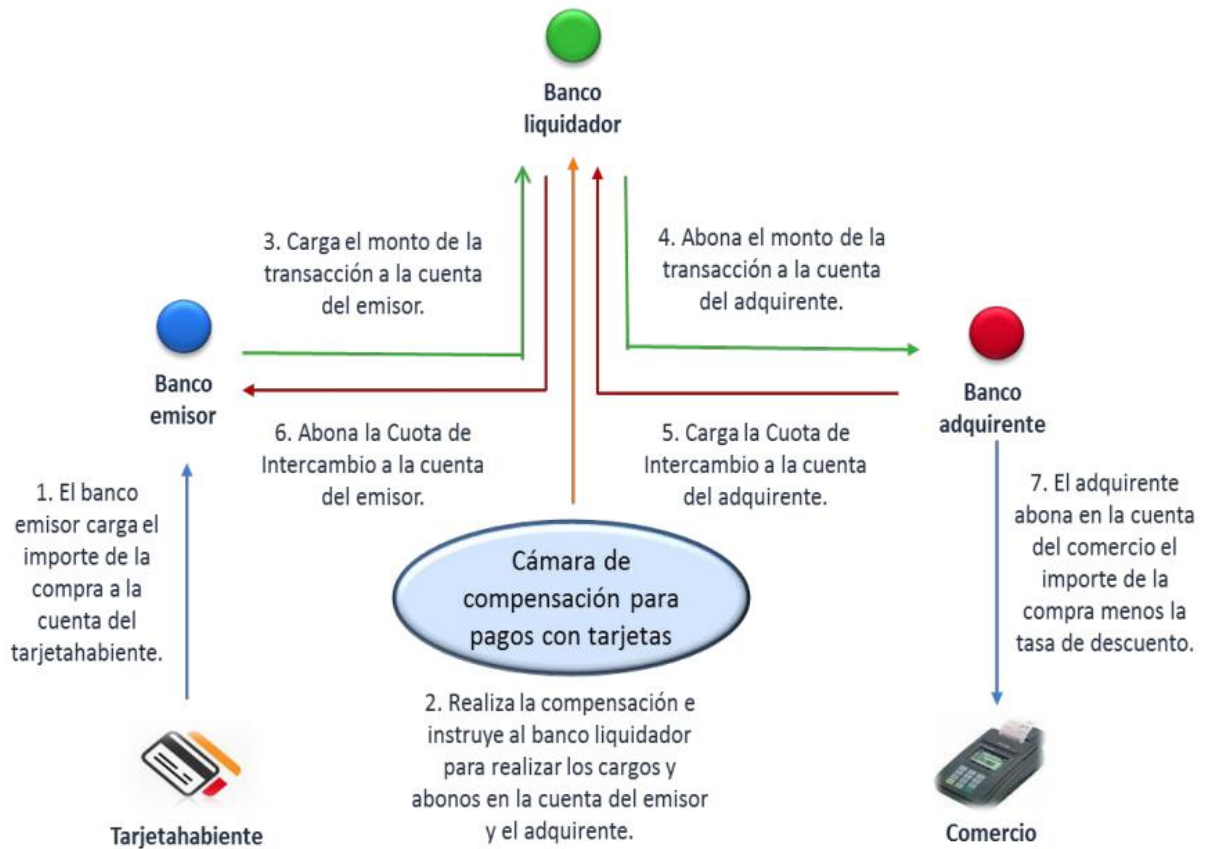 Banco
liquidador
3. Carga el monto de la
transacción a la cuenta
del emisor.
4. Abona el monto de la
transacción a la cuenta
del adquirente.
Banco
emisor
Banco
adquirente
6. Abona la Cuota de
Intercambio a la cuenta
del emisor.
5. Carga la Cuota de
Intercambio a la cuenta
del adquirente.
1. El banco
emisor carga el
importe de la
compra a la
cuenta del
tarjetahabiente.
7. El adquirente
abona en la cuenta
del comercio el
importe de la
compra menos la
tasa de descuento.
Cámara de
compensación para
pagos con tarjetas
2. Realiza la compensación e
instruye al banco liquidador
para realizar los cargos y
abonos en la cuenta del emisor
y el adquirente.
Tarjetahabiente
Comercio